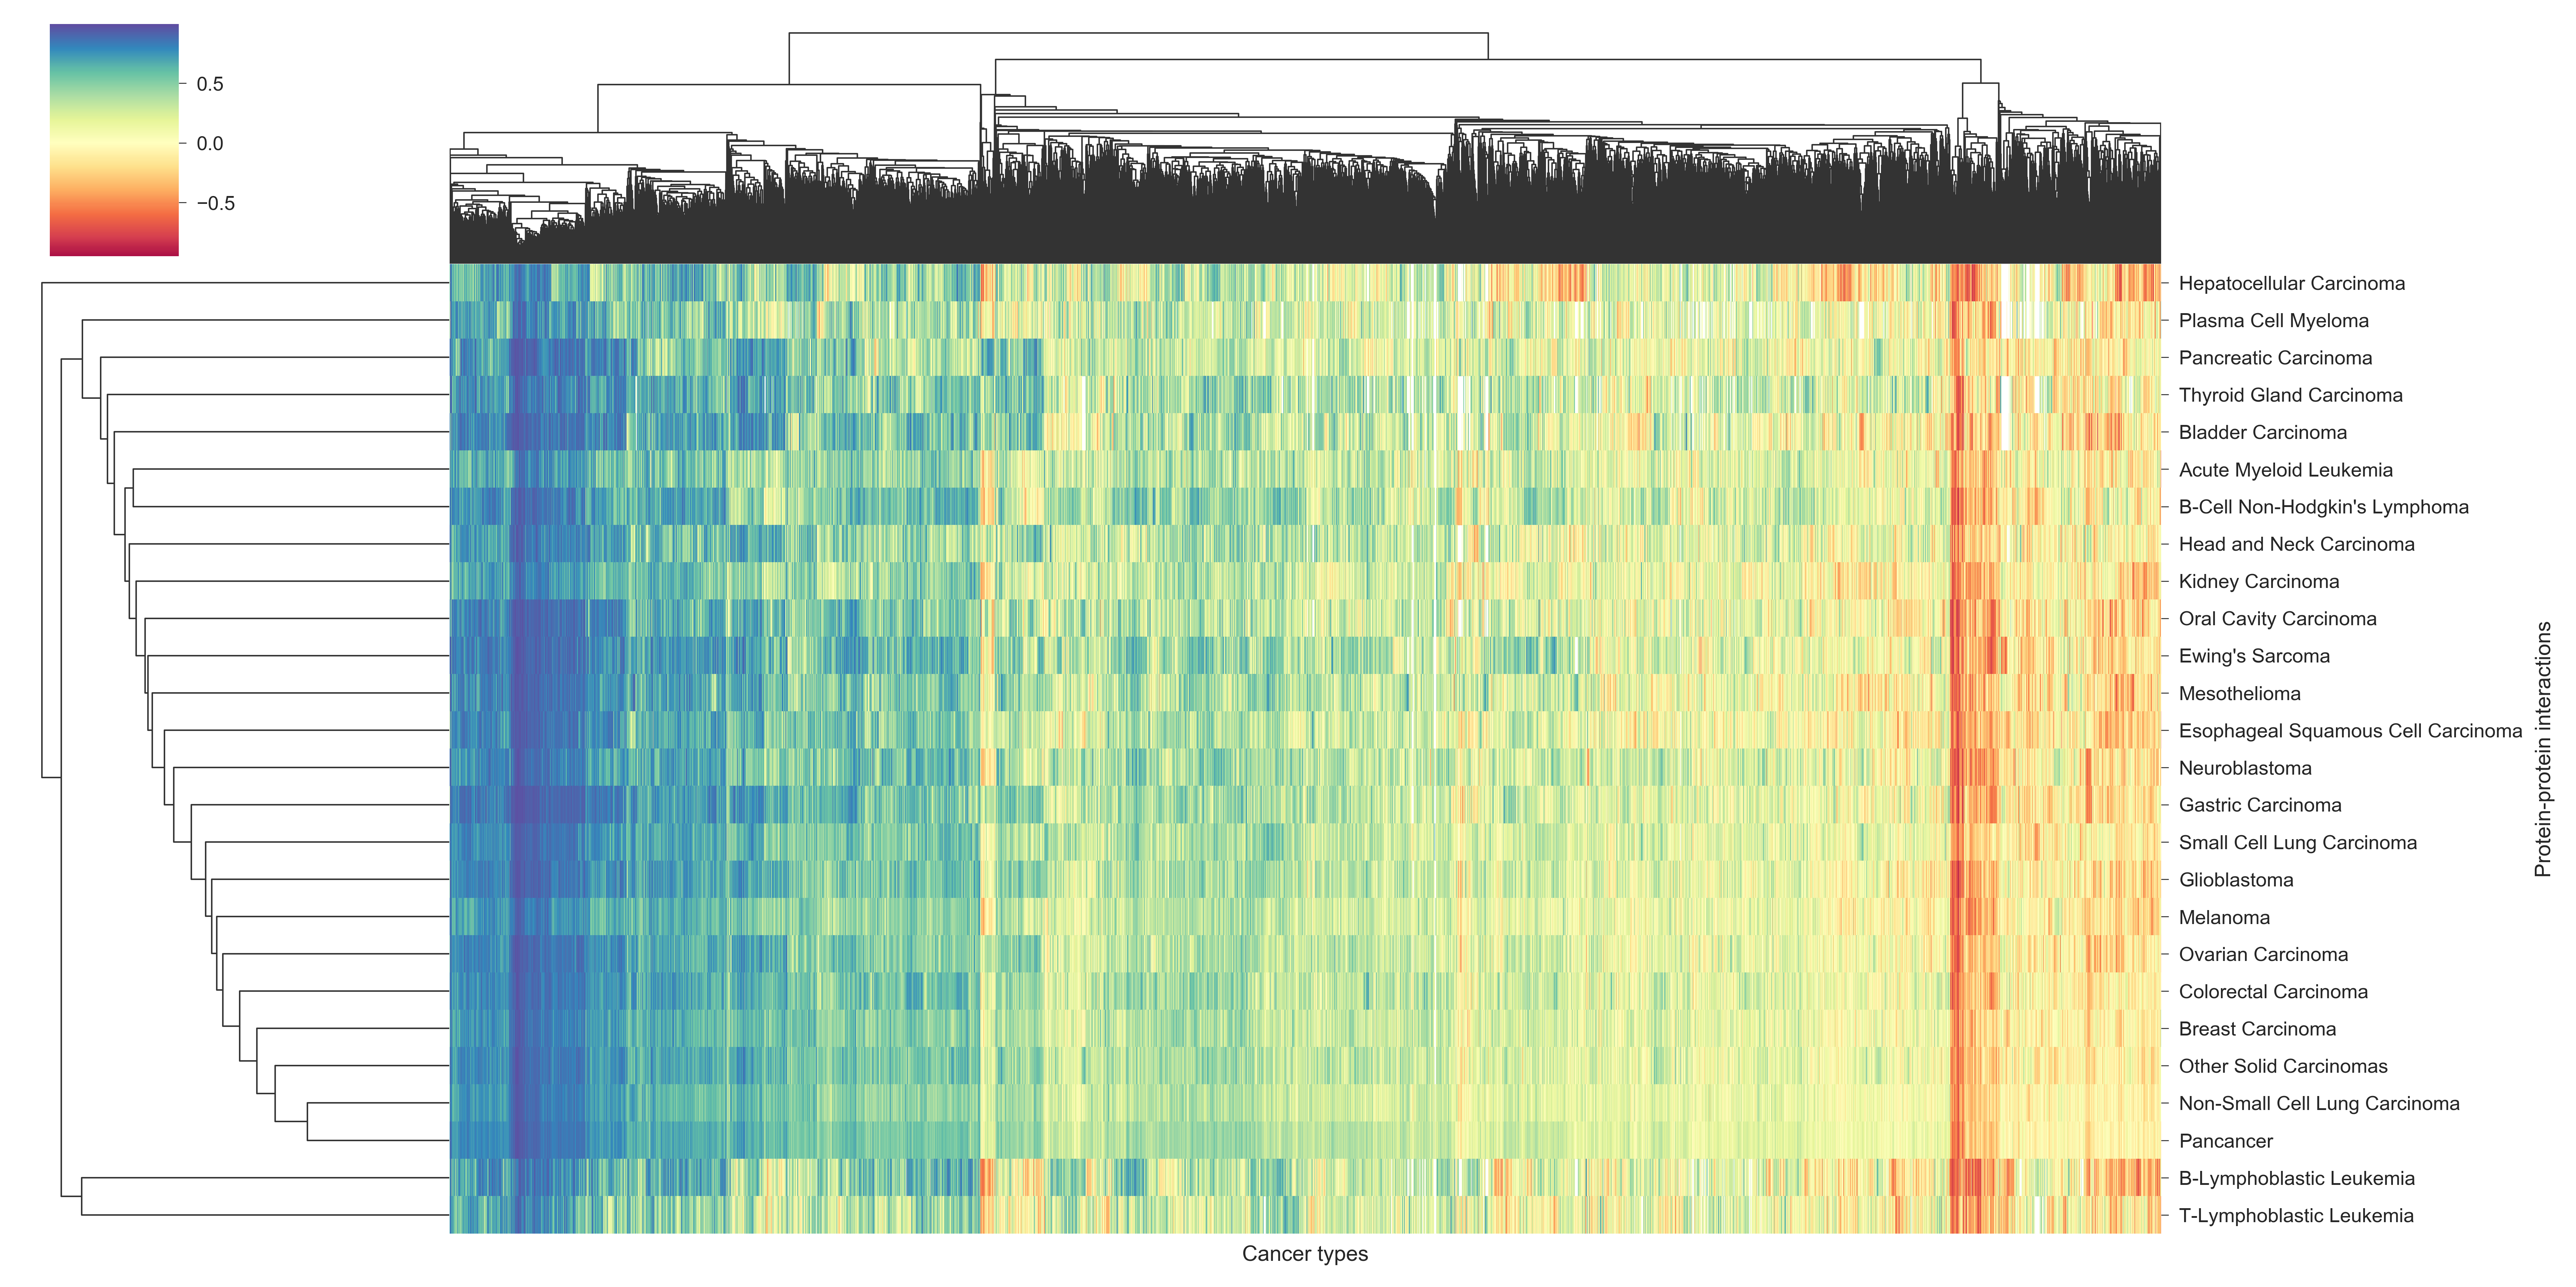 0.5
0.0
−0.5
Hepatocellular Carcinoma
Plasma Cell Myeloma
Pancreatic Carcinoma
Thyroid Gland Carcinoma
Bladder Carcinoma
Acute Myeloid Leukemia
B-Cell Non-Hodgkin's Lymphoma
Head and Neck Carcinoma
Kidney Carcinoma
Oral Cavity Carcinoma
Ewing's Sarcoma
Mesothelioma
Esophageal Squamous Cell Carcinoma
Neuroblastoma
Gastric Carcinoma
Small Cell Lung Carcinoma
Glioblastoma
Melanoma
Ovarian Carcinoma
Colorectal Carcinoma
Breast Carcinoma
Other Solid Carcinomas
Non-Small Cell Lung Carcinoma
Pancancer
B-Lymphoblastic Leukemia
T-Lymphoblastic Leukemia
Protein-protein interactions
Cancer types